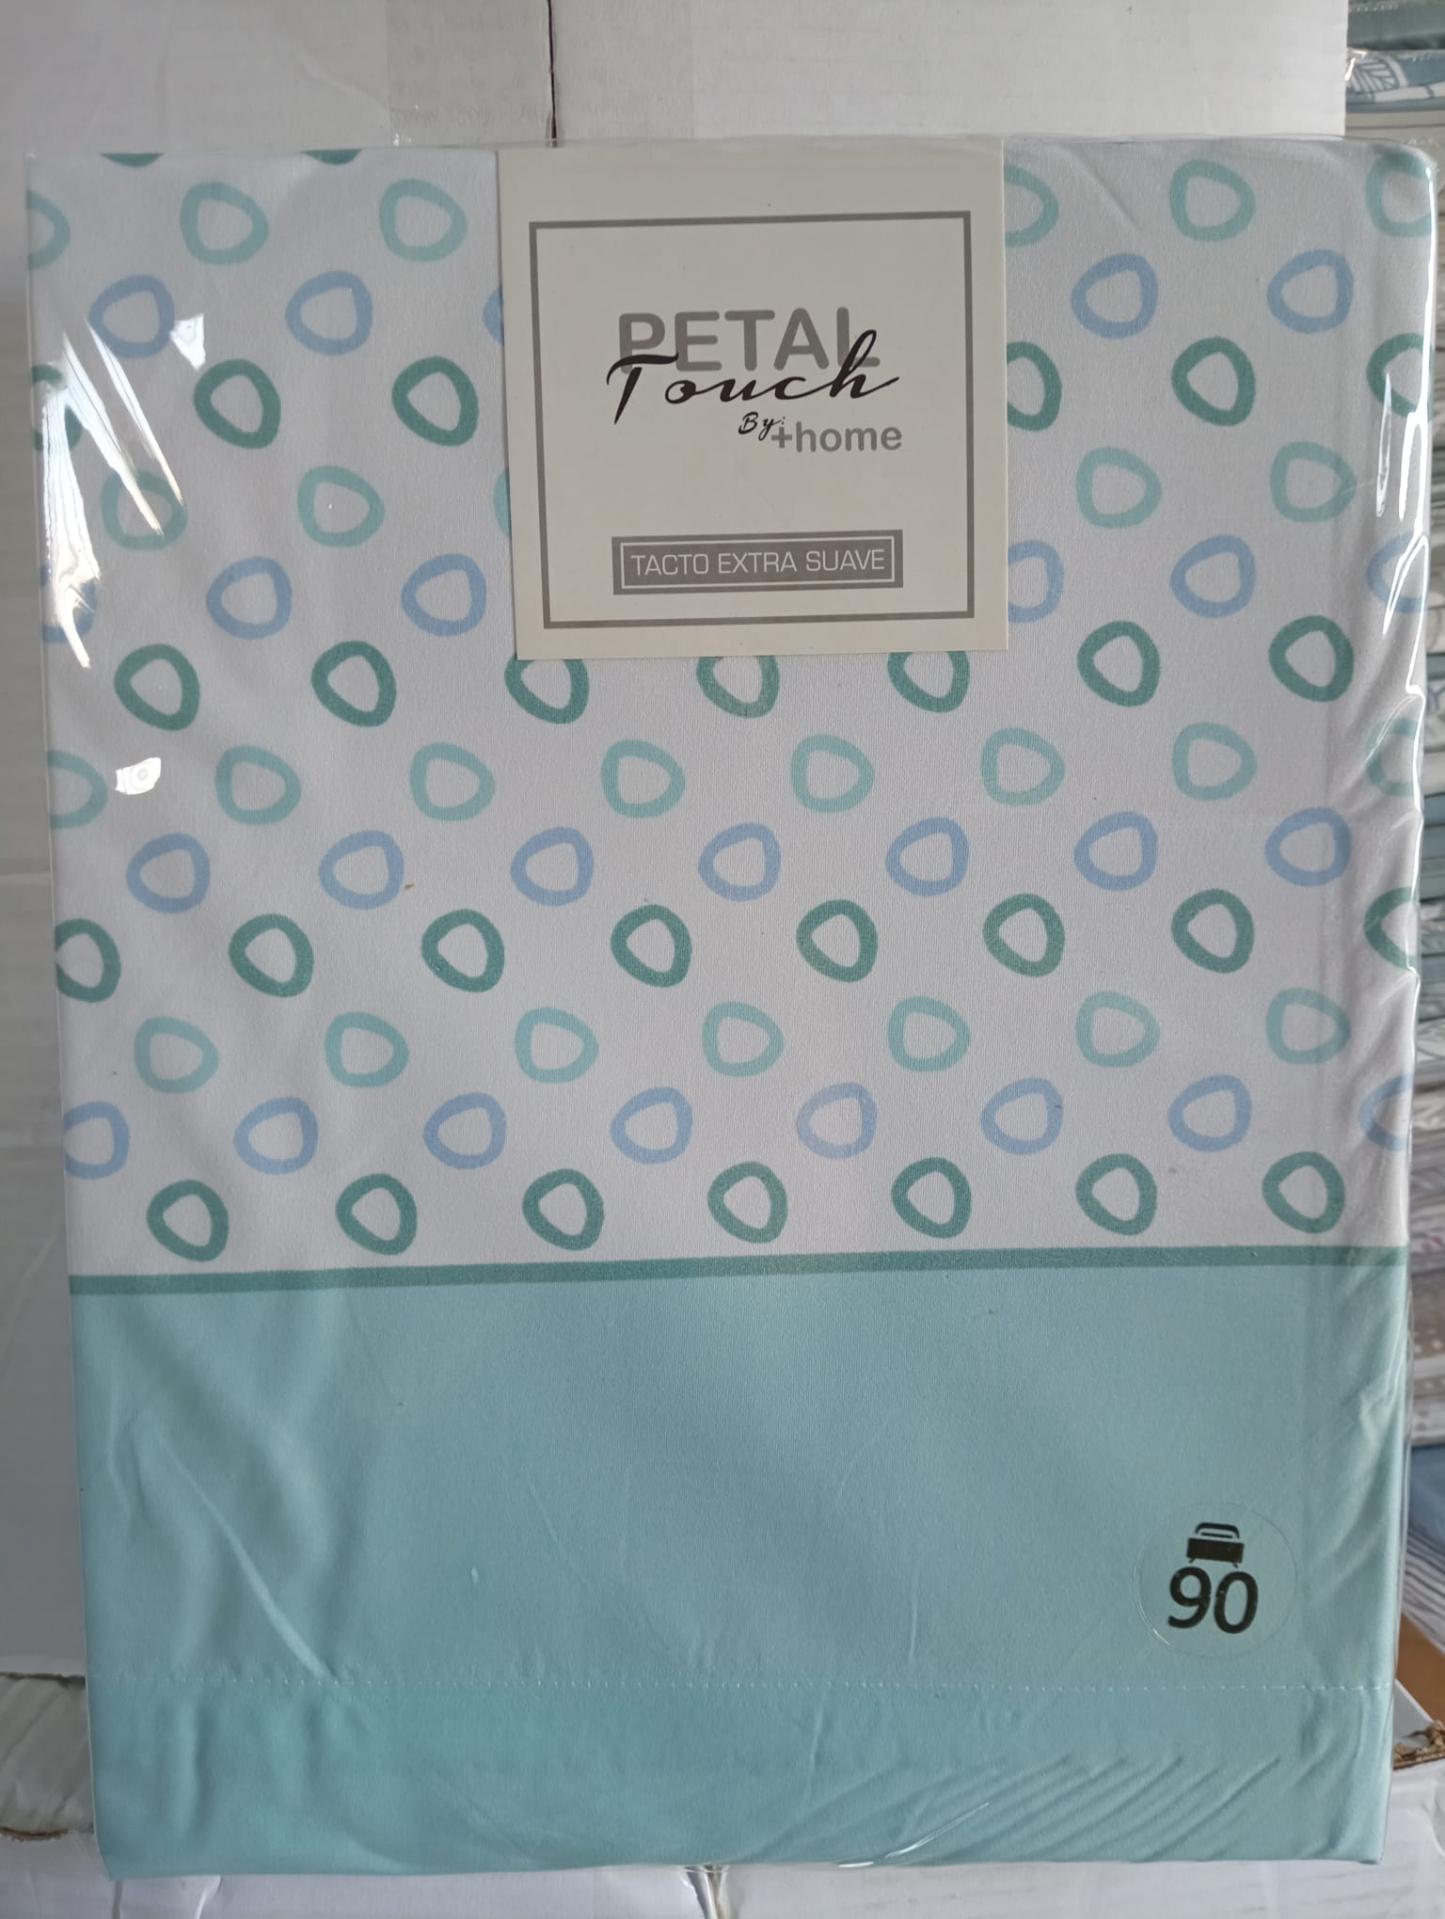 PETAL
Touch
By:
+home
TACTO EXTRA SUAVE
90